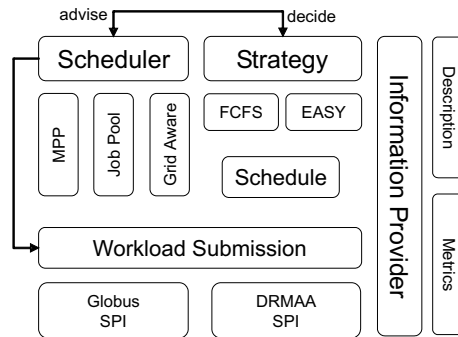 advise
decide
Scheduler
Strategy
MPP
Job Pool
Grid Aware
FCFS
EASY
Schedule
Workload Submission
Globus
SPI
DRMAA
SPI
Information Provider
Description
Metrics